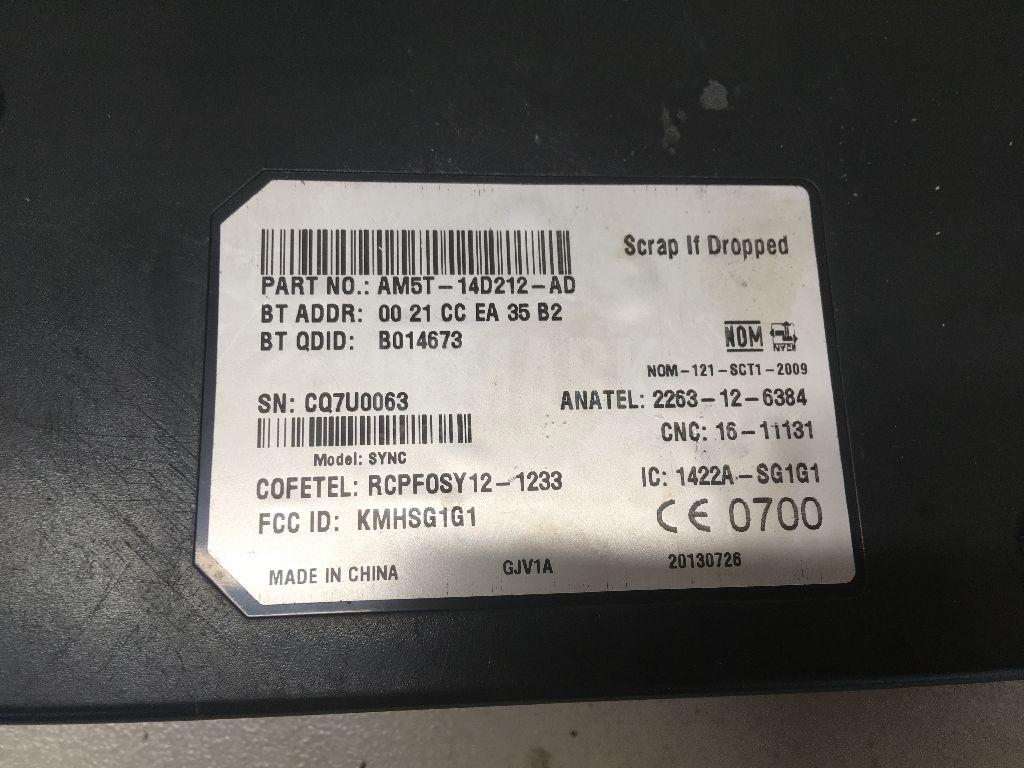 Scrap If Dropped
PART NO.: AM5T-14D212-AD
BT ADDR: 00 21 CC EA 35 B2
BT QDID: B014673
NOM NYCE
NOM-121-SCT1-2009
SN: CQ7U0063
ANATEL: 2263-12-6384
CNC: 16-11131
Model: SYNC
COFETEL: RCPFOSY12-1233
IC: 1422A-SG1G1
FCC ID: KMHSG1G1
CE 0700
MADE IN CHINA GJV1A 20130726